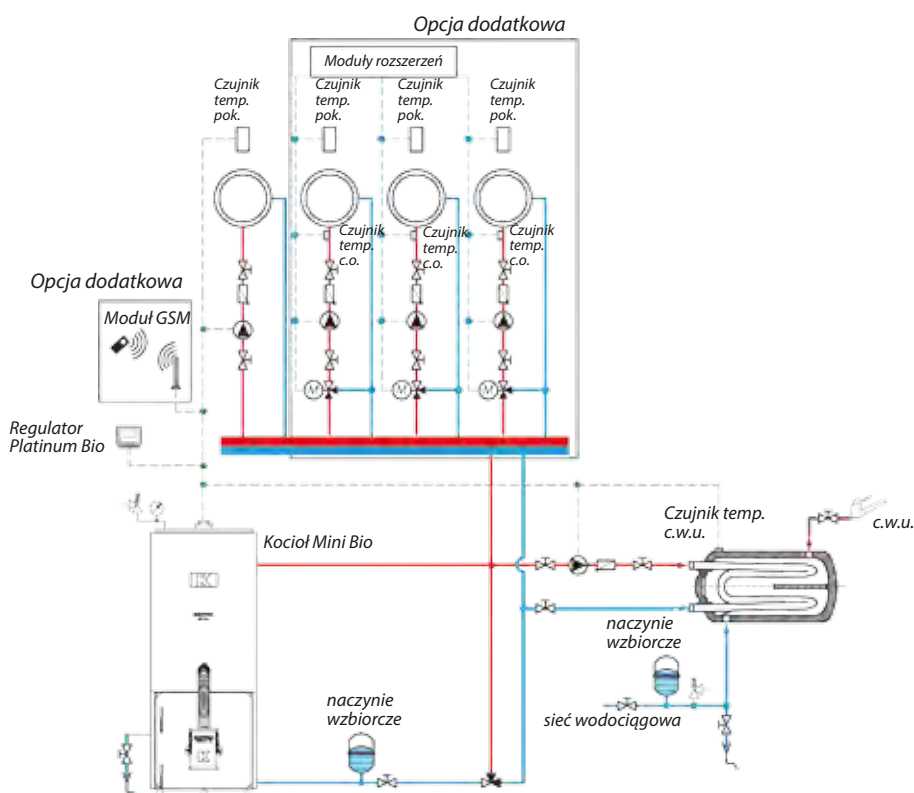 Opcja dodatkowa
Moduły rozszerzeń
Czujnik
temp.
pok.
Czujnik
temp.
pok.
Czujnik
temp.
pok.
Czujnik
temp.
pok.
Czujnik
temp.
c.o.
Czujnik
temp.
c.o.
Czujnik
temp.
c.o.
Opcja dodatkowa
Moduł GSM
M
M
M
Regulator
Platinum Bio
Kocioł Mini Bio
Czujnik temp.
c.w.u.
c.w.u.
K
naczynie
wzbiorcze
naczynie
wzbiorcze
sieć wodociągowa
K